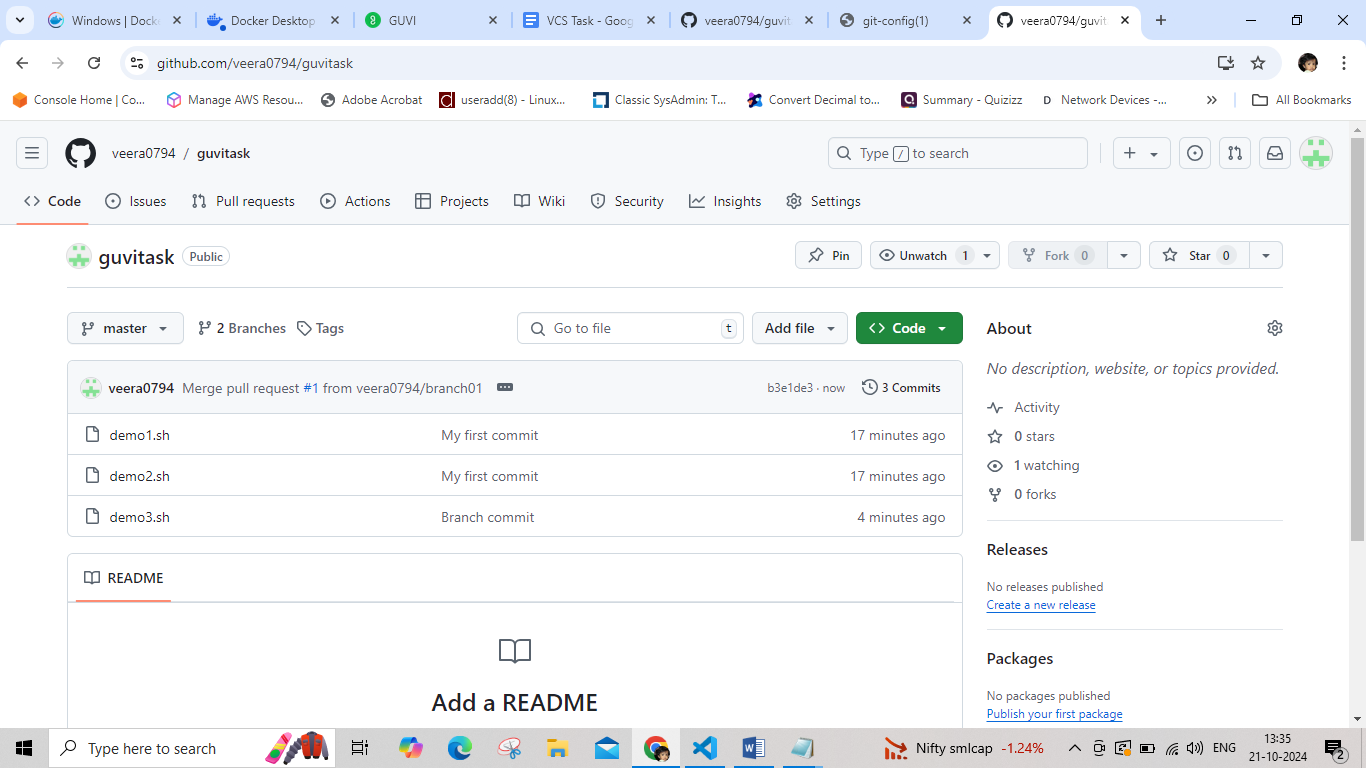 Windows | Docke
Docker Desktop
GUVI
VCS Task - Goog
veera0794/guvit
git-config(1)
veera0794/guvit
github.com/veera0794/guvitask
Console Home | Co...
Manage AWS Resou...
Adobe Acrobat
useradd(8) - Linux...
Classic SysAdmin: T...
Convert Decimal to...
Summary - Quizizz
D Network Devices -...
All Bookmarks
veera0794 / guvitask
Type / to search
Code
Issues
Pull requests
Actions
Projects
Wiki
Security
Insights
Settings
guvitask Public
Pin
Unwatch 1
Fork 0
Star 0
master
2 Branches
Tags
Go to file t
Add file
Code
veera0794 Merge pull request #1 from veera0794/branch01
b3e1de3 · now
3 Commits
demo1.sh My first commit 17 minutes ago
demo2.sh My first commit 17 minutes ago
demo3.sh Branch commit 4 minutes ago
README
Add a README
About
No description, website, or topics provided.
Activity
0 stars
1 watching
0 forks
Releases
No releases published
Create a new release
Packages
No packages published
Publish your first package
Type here to search
Nifty smlcap -1.24%
ENG
13:35
21-10-2024
2